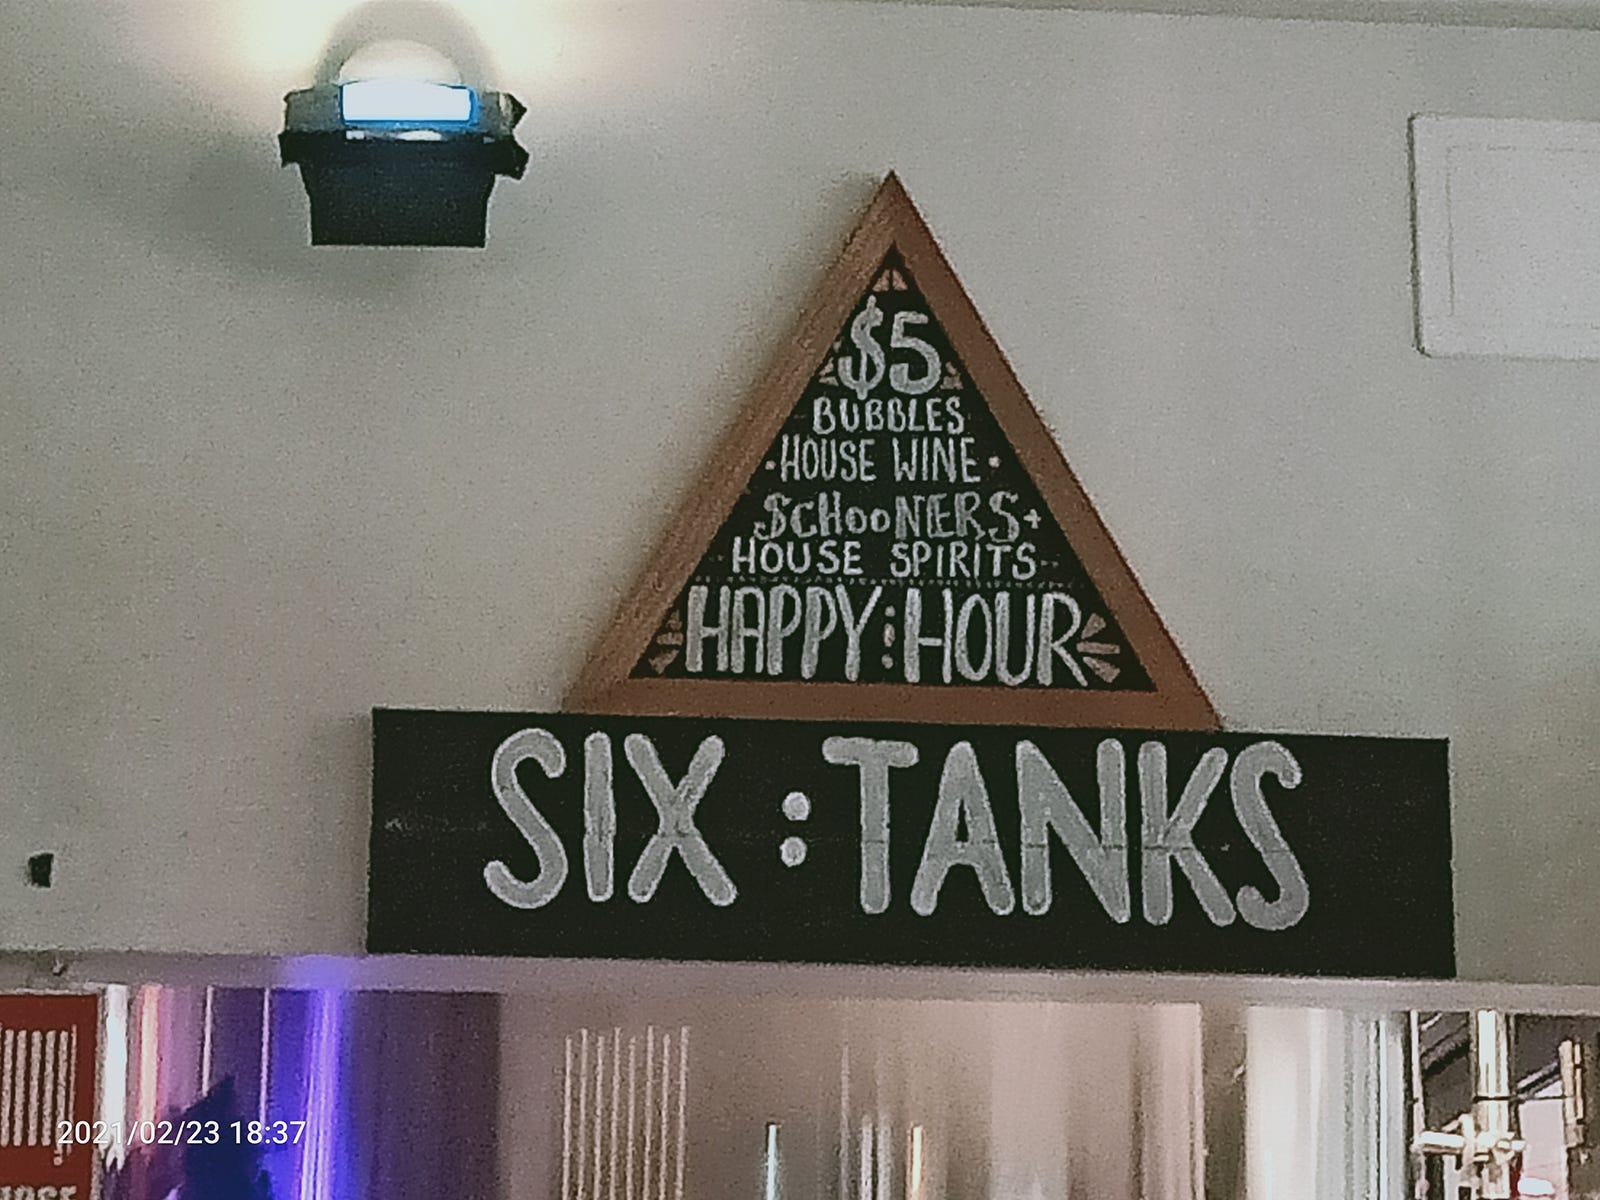 $5
BUBBLES
·HOUSE WINE·
SCHOONERS+
HOUSE SPIRITS
HAPPY HOUR
SIX : TANKS
2021/02/23 18:37